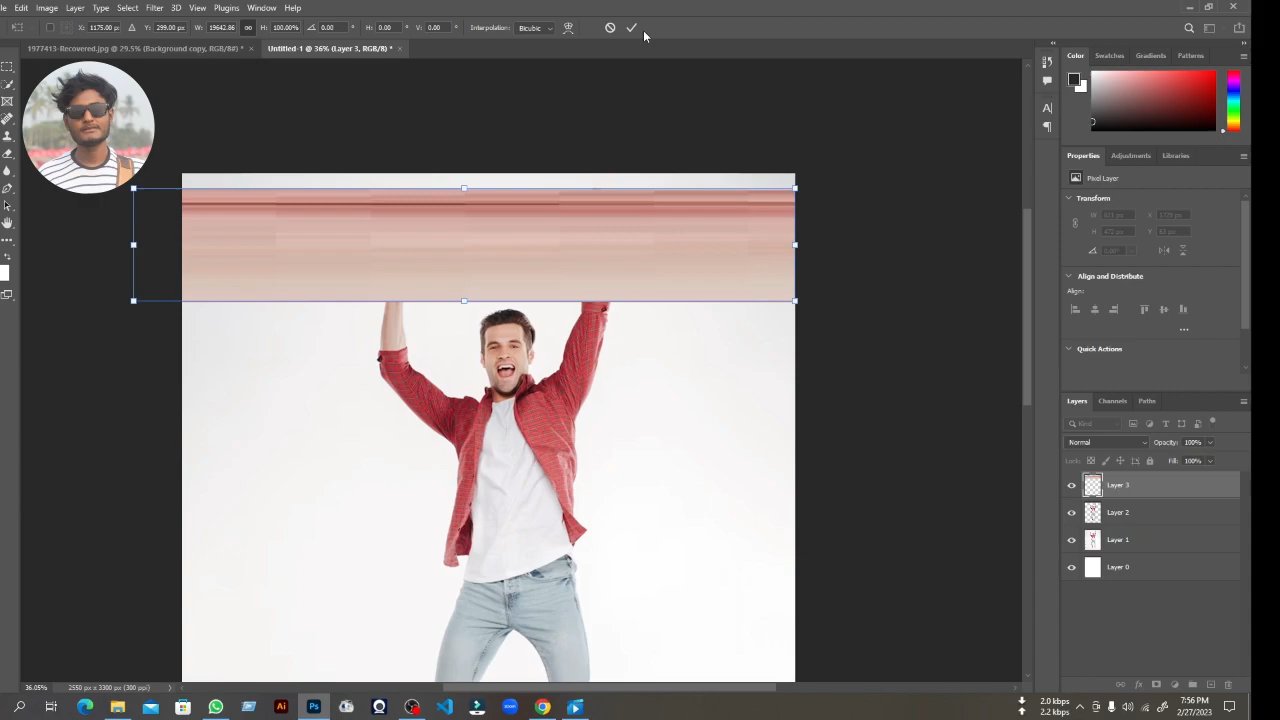 Edit Image Layer Type Select Filter 3D View Plugins Window Help
X: 1175.00 px Y: 299.00 px W: 19642.86 H: 100.00% 0.00 ° H: 0.00 ° V: 0.00 ° Interpolation: Bicubic
1977413-Recovered.jpg @ 29.5% (Background copy, RGB/8#) * × Untitled-1 @ 36% (Layer 3, RGB/8) * ×
Color Swatches Gradients Patterns
Properties Adjustments Libraries
Pixel Layer
Transform
Align and Distribute
Align:
Quick Actions
Layers Channels Paths
Kind
Normal Opacity: 100%
Lock: Fill: 100%
Layer 3
Layer 2
Layer 1
Layer 0
36.05% 2550 px x 3300 px (300 ppi)
2.0 kbps
2.2 kbps
7:56 PM
2/27/2023